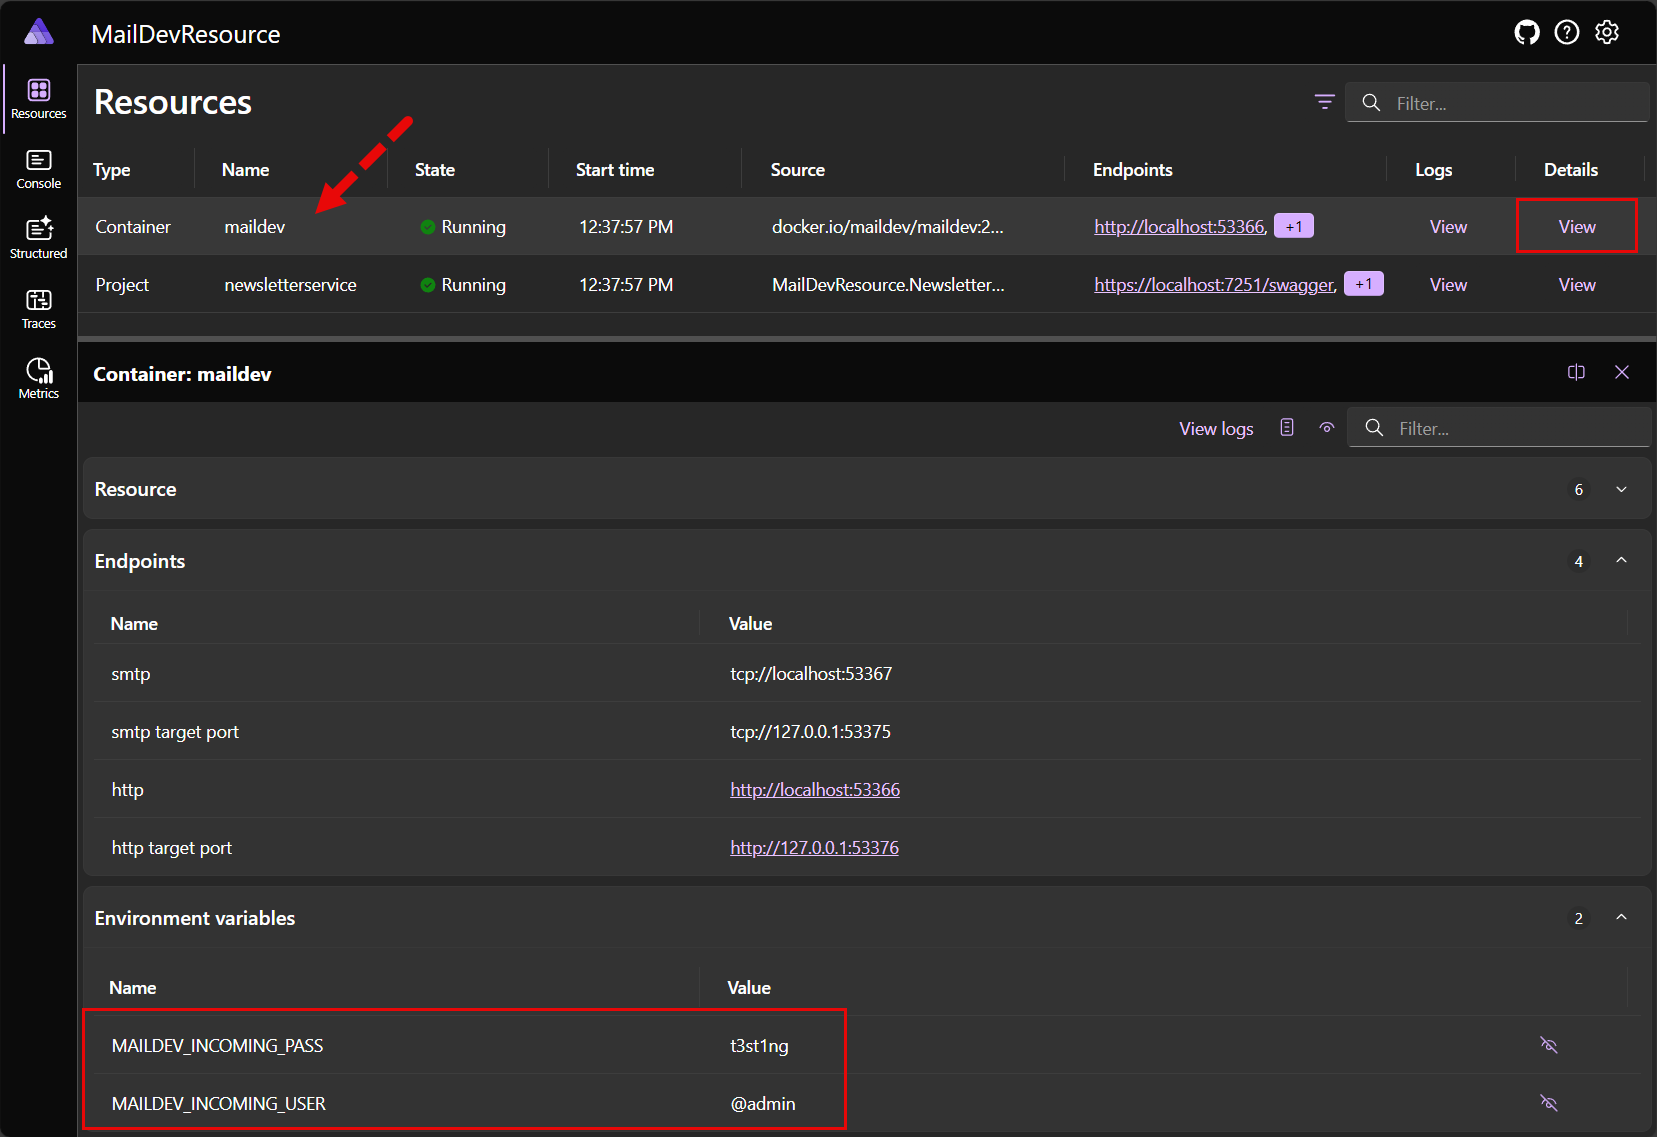 MailDevResource
Resources
Console
Structured
Traces
Metrics
Resources
Filter...
Type Name State Start time Source Endpoints Logs Details
Container maildev Running 12:37:57 PM docker.io/maildev/maildev:2... http://localhost:53366, +1 View View
Project newsletterservice Running 12:37:57 PM MailDevResource.Newsletter... https://localhost:7251/swagger, +1 View View
Container: maildev
View logs Filter...
Resource 6
Endpoints 4
Name Value
smtp tcp://localhost:53367
smtp target port tcp://127.0.0.1:53375
http http://localhost:53366
http target port http://127.0.0.1:53376
Environment variables 2
Name Value
MAILDEV_INCOMING_PASS t3st1ng
MAILDEV_INCOMING_USER @admin